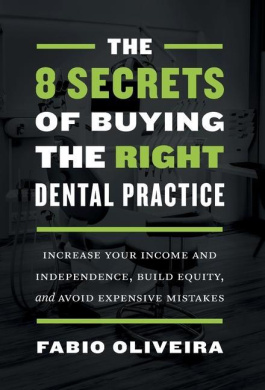 THE
8 SECRETS
OF BUYING
THE RIGHT
DENTAL PRACTICE
INCREASE YOUR INCOME AND
INDEPENDENCE, BUILD EQUITY,
and AVOID EXPENSIVE MISTAKES
FABIO OLIVEIRA